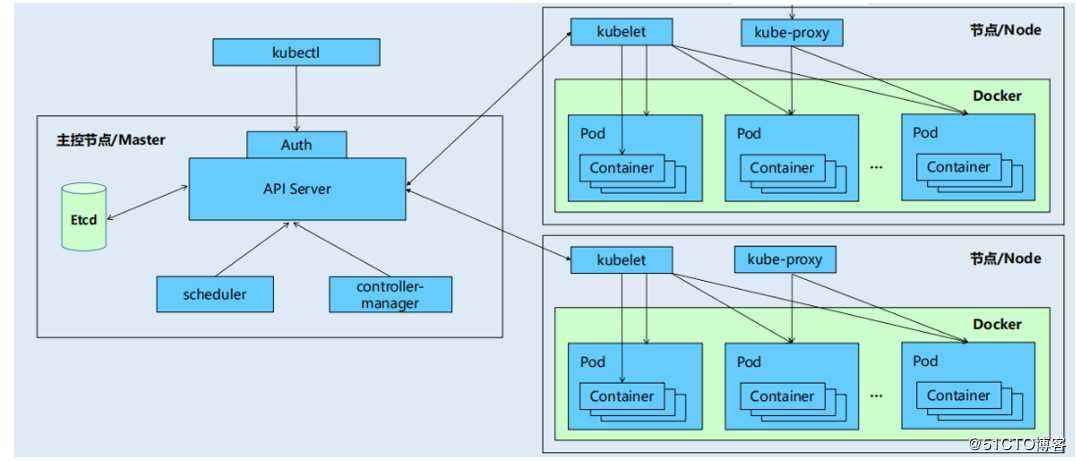 kubectl
主控节点/Master
Auth
API Server
Etcd
scheduler
controller-
manager
kubelet
kube-proxy
节点/Node
Docker
Pod
Container
Pod
Container
...
Pod
Container
kubelet
kube-proxy
节点/Node
Docker
Pod
Container
Pod
Container
...
Pod
Container
@51CTO博客